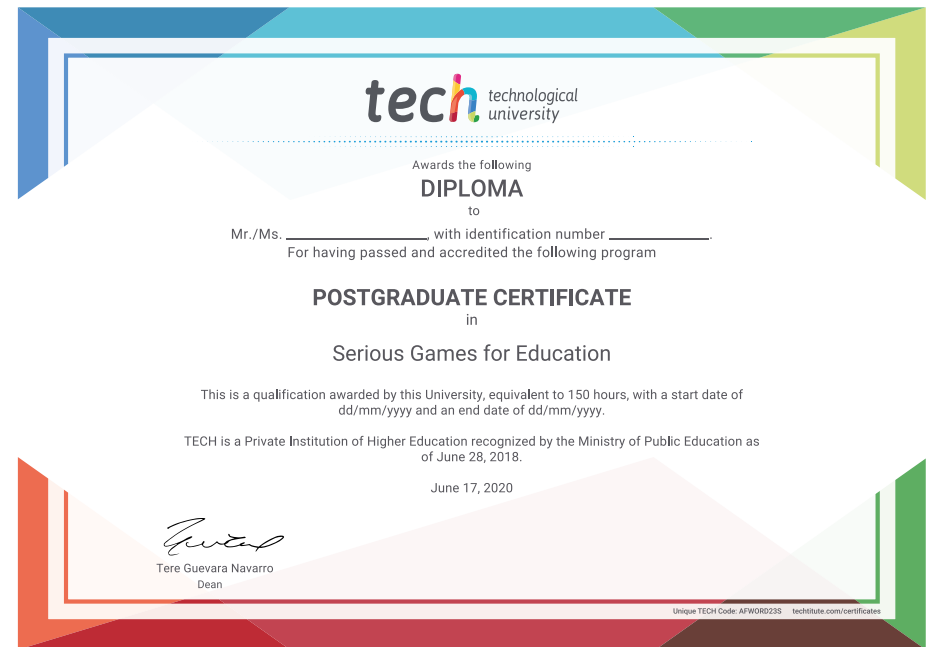 tech technological
university
Awards the following
DIPLOMA
to
Mr./Ms. ____________________, with identification number ______________.
For having passed and accredited the following program
POSTGRADUATE CERTIFICATE
in
Serious Games for Education
This is a qualification awarded by this University, equivalent to 150 hours, with a start date of
dd/mm/yyyy and an end date of dd/mm/yyyy.
TECH is a Private Institution of Higher Education recognized by the Ministry of Public Education as
of June 28, 2018.
June 17, 2020
Tere Guevara Navarro
Dean
Unique TECH Code: AFWORD23S techtitute.com/certificates